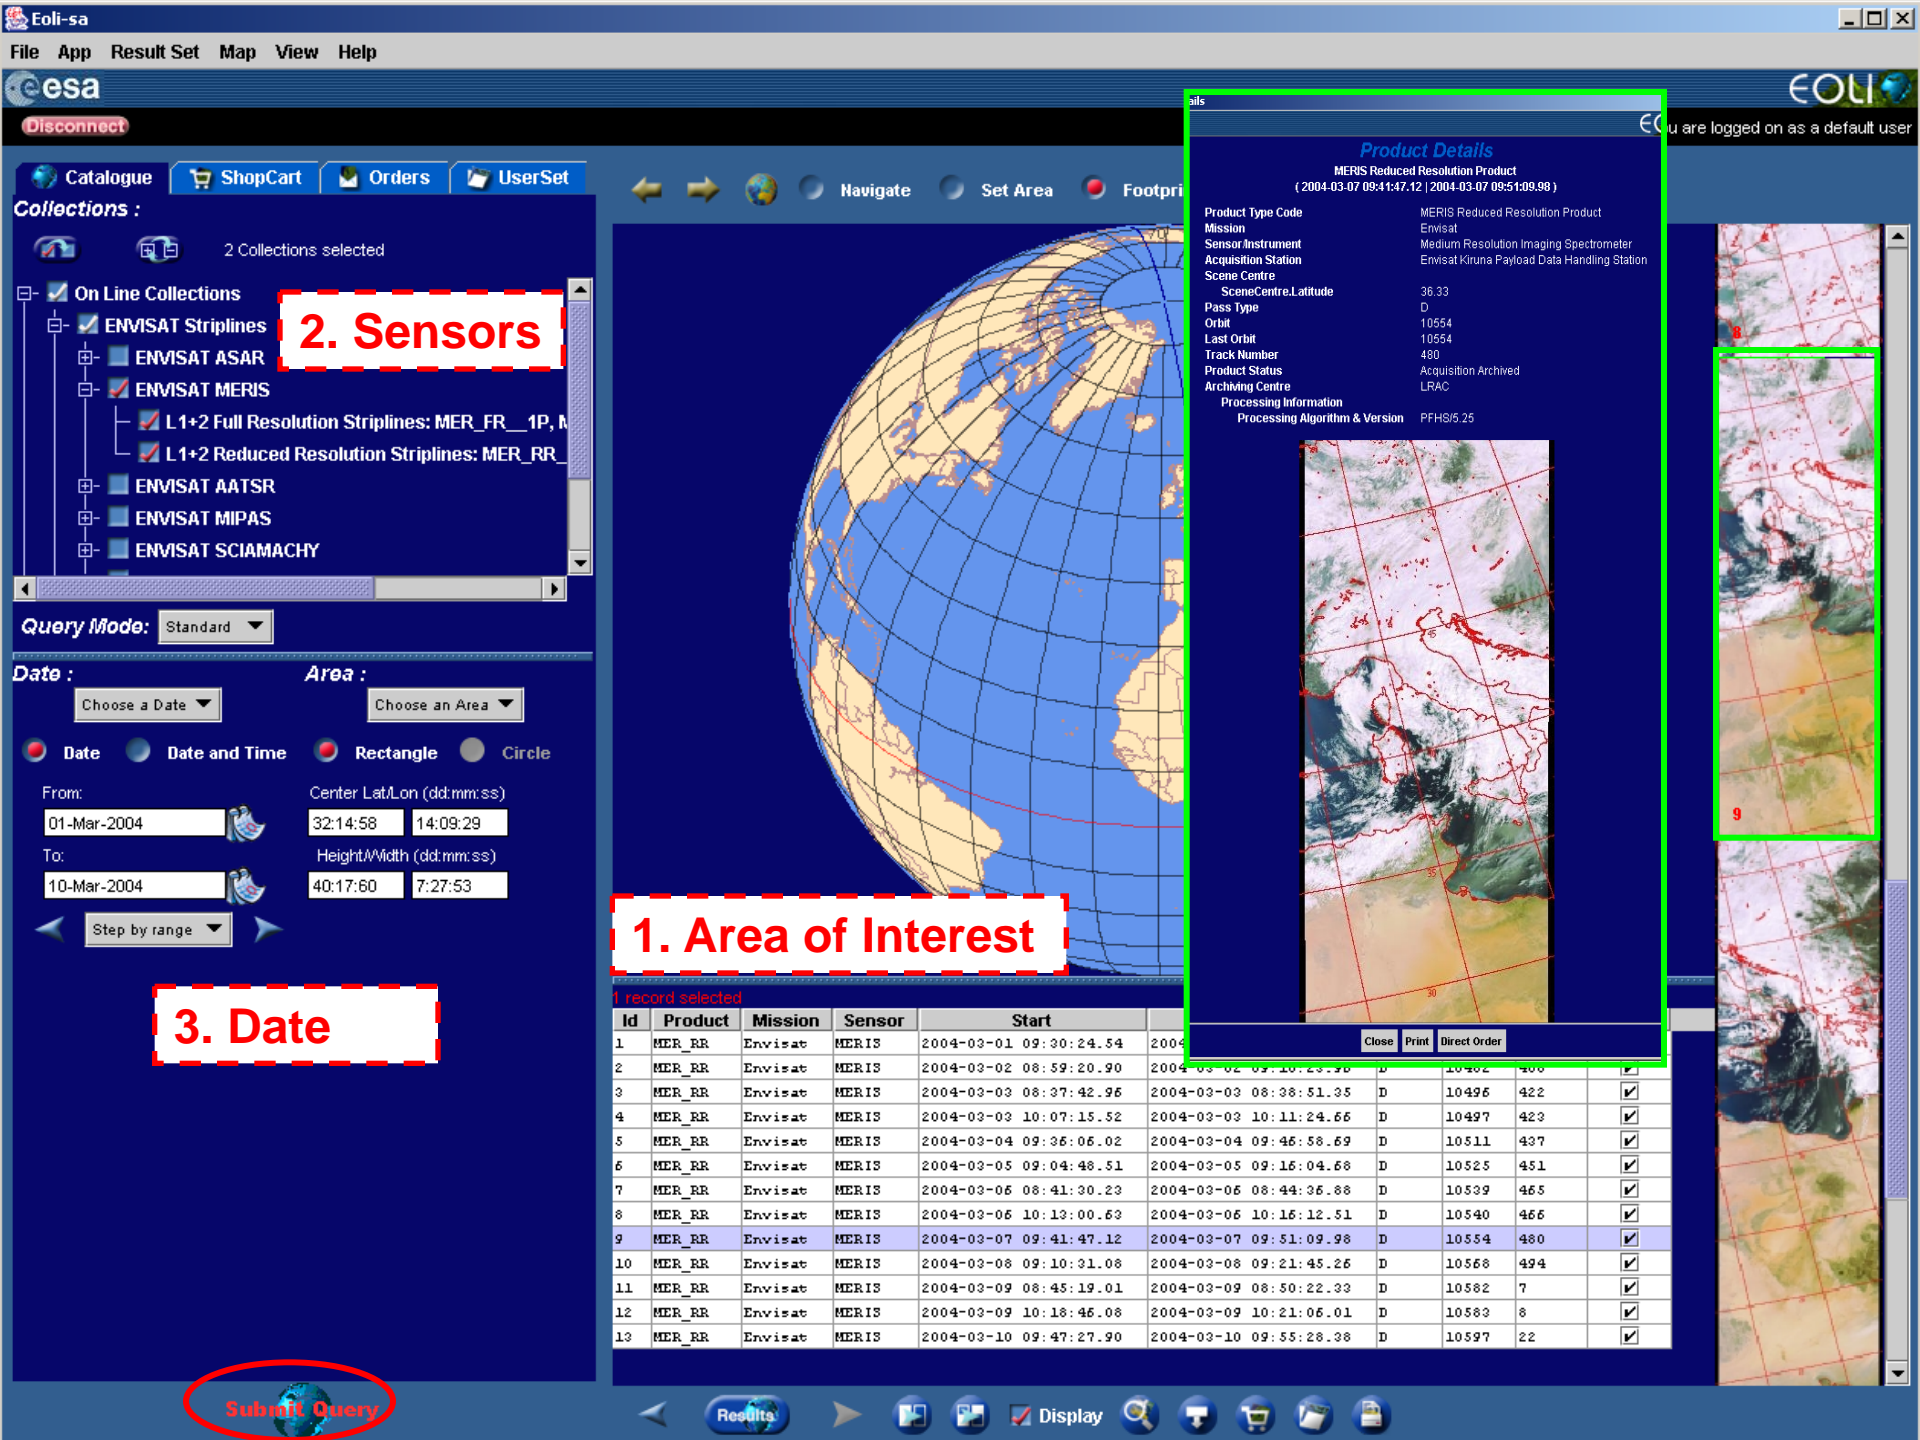 Eoli-sa
File App Result Set Map View Help
esa
EOLI
Disconnect
u are logged on as a default user
Catalogue ShopCart Orders UserSet
Navigate Set Area Footpri
Collections :
2 Collections selected
On Line Collections
ENVISAT Striplines
ENVISAT ASAR
ENVISAT MERIS
L1+2 Full Resolution Striplines: MER_FR__1P, M
L1+2 Reduced Resolution Striplines: MER_RR_
ENVISAT AATSR
ENVISAT MIPAS
ENVISAT SCIAMACHY
2. Sensors
Query Mode: Standard
Date : Area :
Choose a Date Choose an Area
Date Date and Time Rectangle Circle
From: Center Lat/Lon (dd:mm:ss)
01-Mar-2004 32:14:58 14:09:29
To: Height/Width (dd:mm:ss)
10-Mar-2004 40:17:60 7:27:53
Step by range
3. Date
Submit Query
1. Area of Interest
ails
Product Details
MERIS Reduced Resolution Product
( 2004-03-07 09:41:47.12 | 2004-03-07 09:51:09.98 )
Product Type Code MERIS Reduced Resolution Product
Mission Envisat
Sensor/Instrument Medium Resolution Imaging Spectrometer
Acquisition Station Envisat Kiruna Payload Data Handling Station
Scene Centre
SceneCentre.Latitude 36.33
Pass Type D
Orbit 10554
Last Orbit 10554
Track Number 480
Product Status Acquisition Archived
Archiving Centre LRAC
Processing Information
Processing Algorithm & Version PFHS/5.25
50
45
35
30
Close Print Direct Order
8
9
1 record selected
Id Product Mission Sensor Start
1 MER_RR Envisat MERIS 2004-03-01 09:30:24.54 2004
2 MER_RR Envisat MERIS 2004-03-02 08:59:20.90 2004-03-02 09:10:23.96 D 10482 408
3 MER_RR Envisat MERIS 2004-03-03 08:37:42.96 2004-03-03 08:38:51.35 D 10496 422
4 MER_RR Envisat MERIS 2004-03-03 10:07:15.52 2004-03-03 10:11:24.66 D 10497 423
5 MER_RR Envisat MERIS 2004-03-04 09:36:06.02 2004-03-04 09:46:58.69 D 10511 437
6 MER_RR Envisat MERIS 2004-03-05 09:04:48.51 2004-03-05 09:16:04.68 D 10525 451
7 MER_RR Envisat MERIS 2004-03-06 08:41:30.23 2004-03-06 08:44:36.88 D 10539 465
8 MER_RR Envisat MERIS 2004-03-06 10:13:00.63 2004-03-06 10:16:12.51 D 10540 466
9 MER_RR Envisat MERIS 2004-03-07 09:41:47.12 2004-03-07 09:51:09.98 D 10554 480
10 MER_RR Envisat MERIS 2004-03-08 09:10:31.08 2004-03-08 09:21:45.26 D 10568 494
11 MER_RR Envisat MERIS 2004-03-09 08:45:19.01 2004-03-09 08:50:22.33 D 10582 7
12 MER_RR Envisat MERIS 2004-03-09 10:18:46.08 2004-03-09 10:21:06.01 D 10583 8
13 MER_RR Envisat MERIS 2004-03-10 09:47:27.90 2004-03-10 09:55:28.38 D 10597 22
Results Display